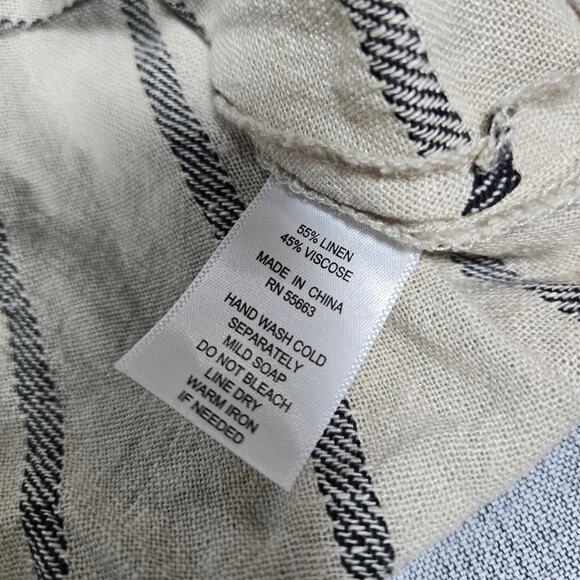 55% LINEN
45% VISCOSE
MADE IN CHINA
RN 55663
HAND WASH COLD
SEPARATELY
MILD SOAP
DO NOT BLEACH
LINE DRY
WARM IRON
IF NEEDED